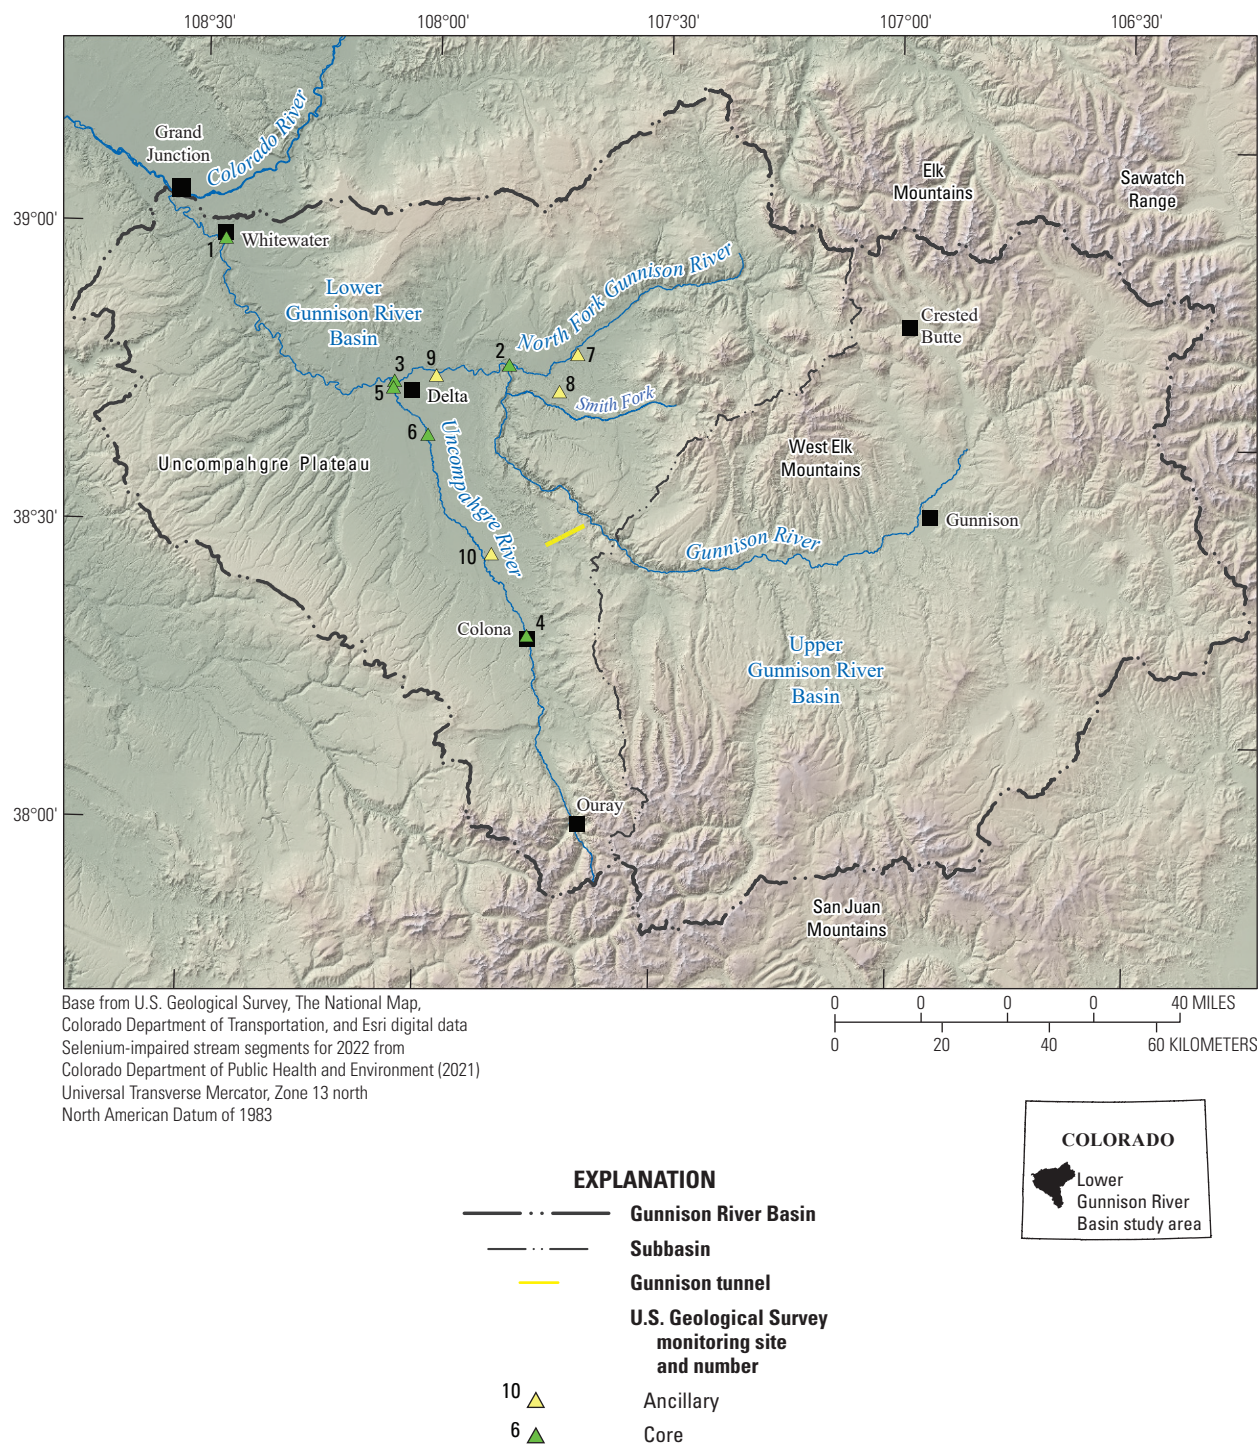 108°30'
108°00'
107°30'
107°00'
106°30'
Grand
Junction
Colorado River
Elk
Mountains
Sawatch
Range
39°00'
1
Whitewater
Lower
Gunnison River
Basin
North Fork Gunnison River
Crested
Butte
2
7
3
9
5
Delta
8
Smith Fork
6
Uncompahgre River
Uncompahgre Plateau
West Elk
Mountains
38°30'
Gunnison
Gunnison River
10
Colona
4
Upper
Gunnison River
Basin
38°00'
Ouray
San Juan
Mountains
Base from U.S. Geological Survey, The National Map,
Colorado Department of Transportation, and Esri digital data
Selenium-impaired stream segments for 2022 from
Colorado Department of Public Health and Environment (2021)
Universal Transverse Mercator, Zone 13 north
North American Datum of 1983
0 0 0 0 40 MILES
0 20 40 60 KILOMETERS
COLORADO
Lower
Gunnison River
Basin study area
EXPLANATION
Gunnison River Basin
Subbasin
Gunnison tunnel
U.S. Geological Survey
monitoring site
and number
10 Ancillary
6 Core